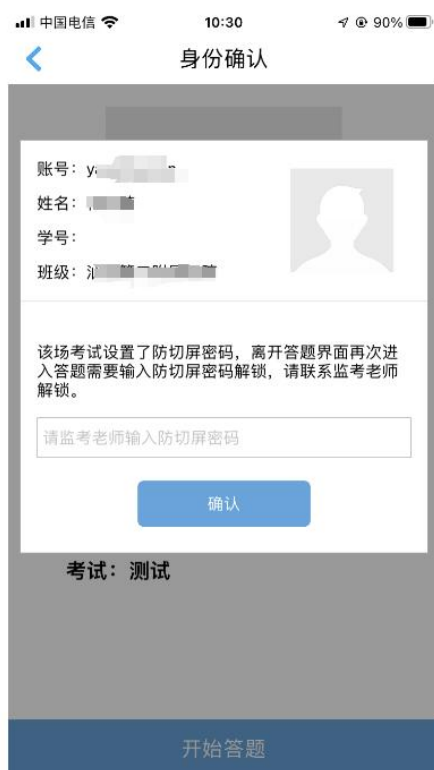 中国电信 10:30 90%
身份确认
账号：
姓名：
学号：
班级：
该场考试设置了防切屏密码，离开答题界面再次进
入答题需要输入防切屏密码解锁，请联系监考老师
解锁。
请监考老师输入防切屏密码
确认
考试：测试
开始答题